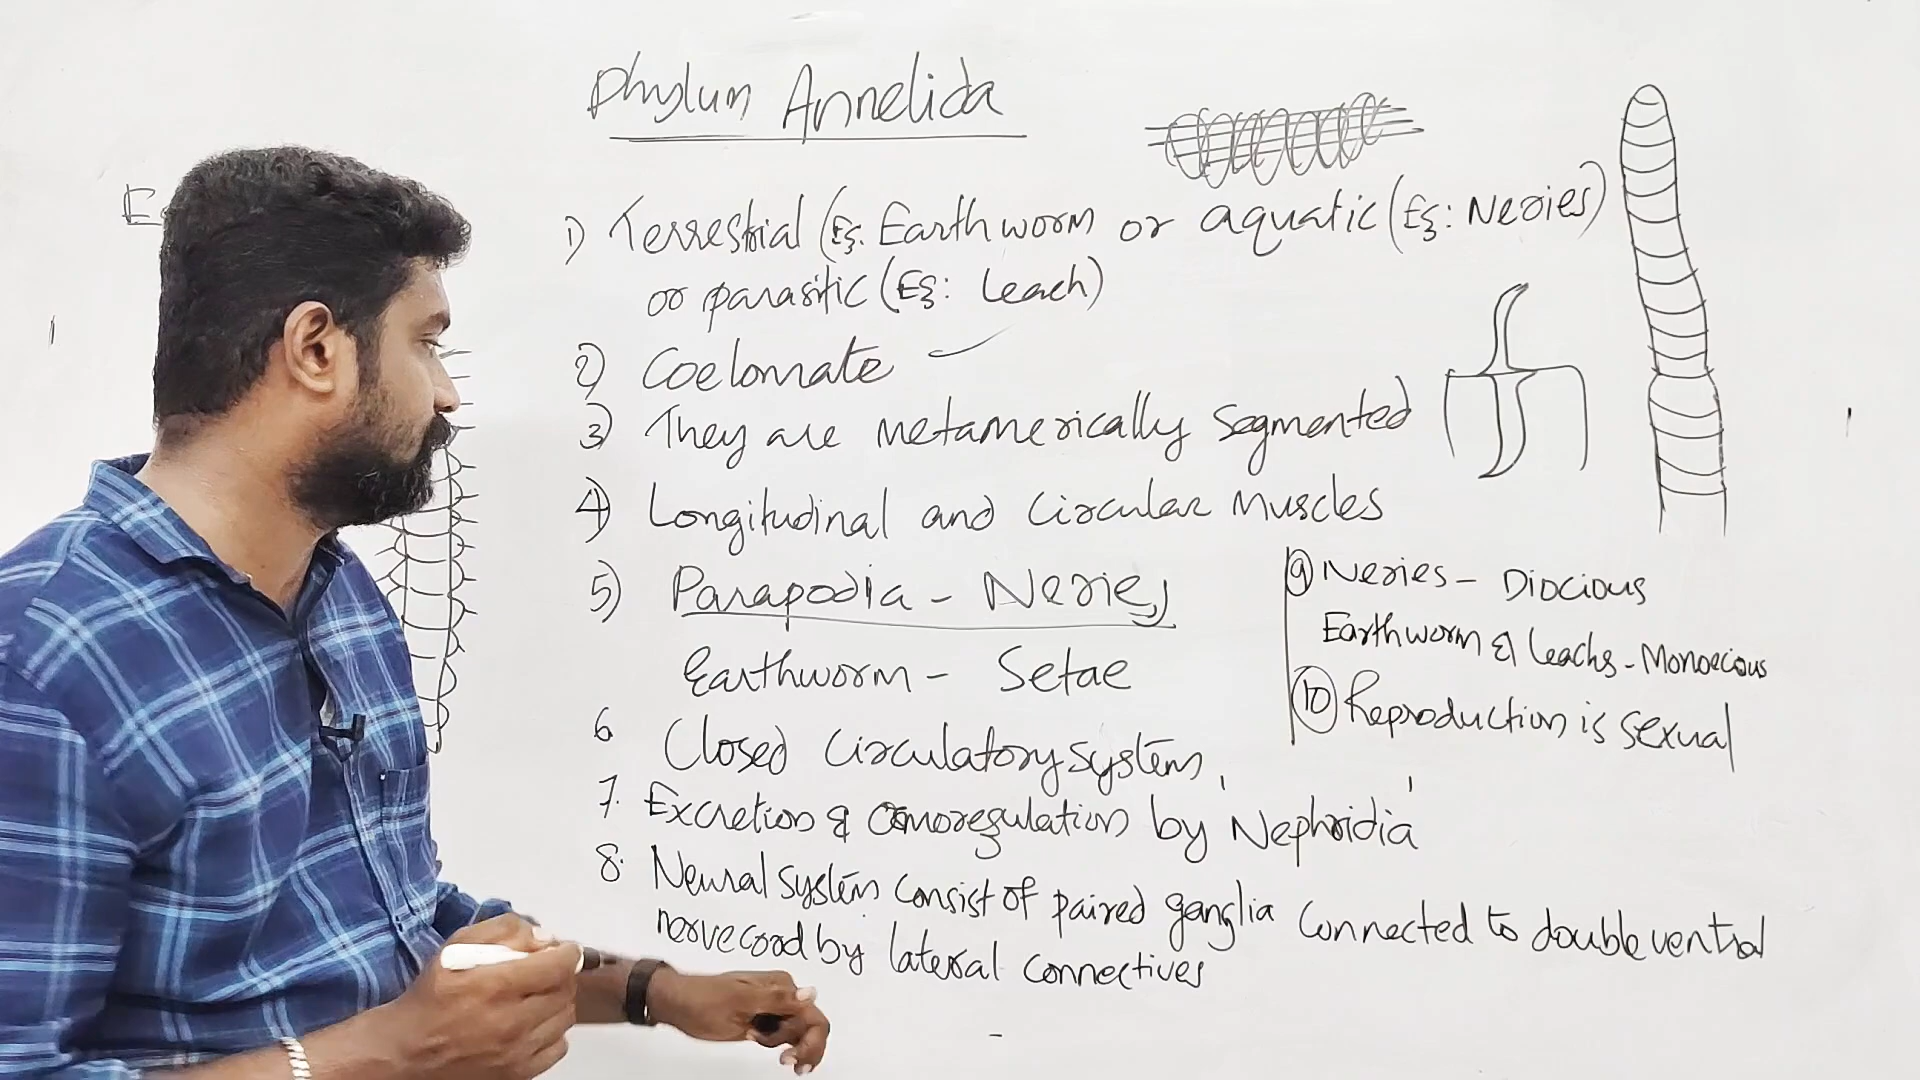 Phylum Annelida
E
1) Terrestrial (Eg. Earthworm or aquatic (Eg: Neries)
or parasitic (Eg: Leach)
2) Coelomate
3) They are metamerically segmented
4) Longitudinal and Circular Muscles
5) Parapodia - Neries
Earthworm - Setae
6 Closed Circulatory system
7. Excretion & Osmoregulation by Nephridia
8. Neural system consist of paired ganglia connected to double ventral
nerve cord by lateral connectives
9 Neries - Diocious
Earthworm & Leachs - Monoecious
10 Reproduction is sexual